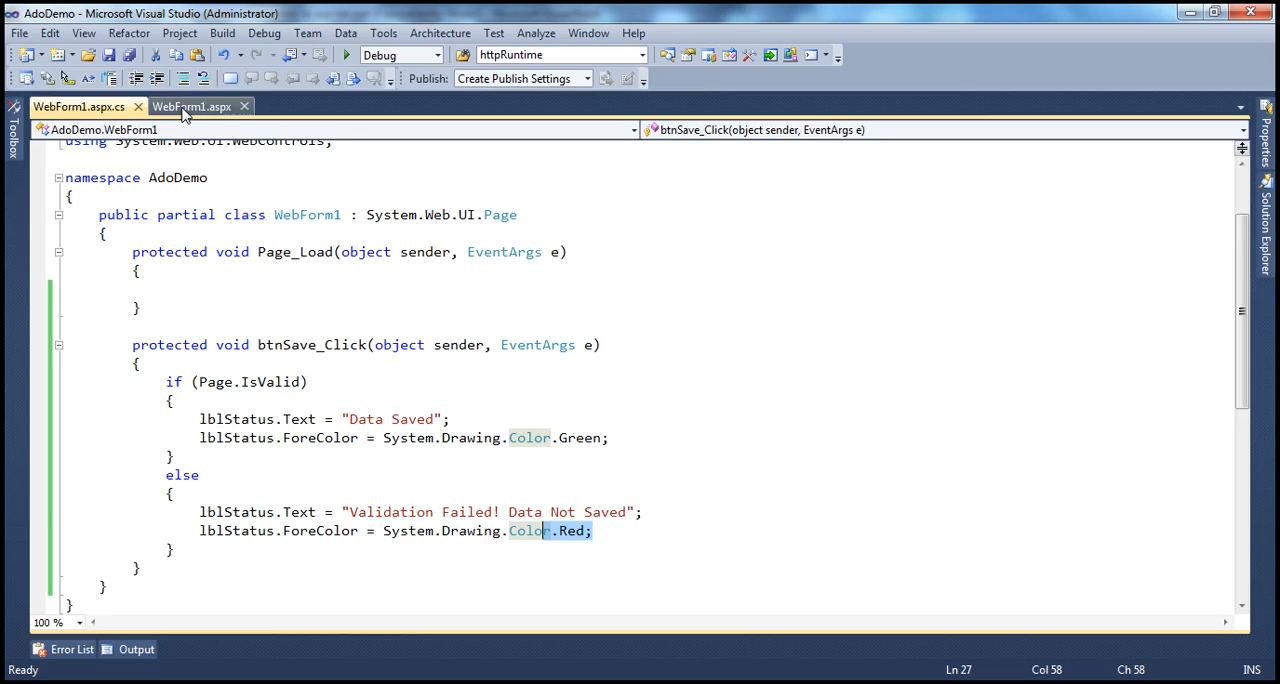 AdoDemo - Microsoft Visual Studio (Administrator)
File Edit View Refactor Project Build Debug Team Data Tools Architecture Test Analyze Window Help
Debug httpRuntime
Publish: Create Publish Settings
WebForm1.aspx.cs WebForm1.aspx
AdoDemo.WebForm1 btnSave_Click(object sender, EventArgs e)
Toolbox
Properties
Solution Explorer
using System.Web.UI.WebControls;
namespace AdoDemo
{
public partial class WebForm1 : System.Web.UI.Page
{
protected void Page_Load(object sender, EventArgs e)
{
}
protected void btnSave_Click(object sender, EventArgs e)
{
if (Page.IsValid)
{
lblStatus.Text = "Data Saved";
lblStatus.ForeColor = System.Drawing.Color.Green;
}
else
{
lblStatus.Text = "Validation Failed! Data Not Saved";
lblStatus.ForeColor = System.Drawing.Color.Red;
}
}
}
}
100 %
Error List Output
Ready Ln 27 Col 58 Ch 58 INS